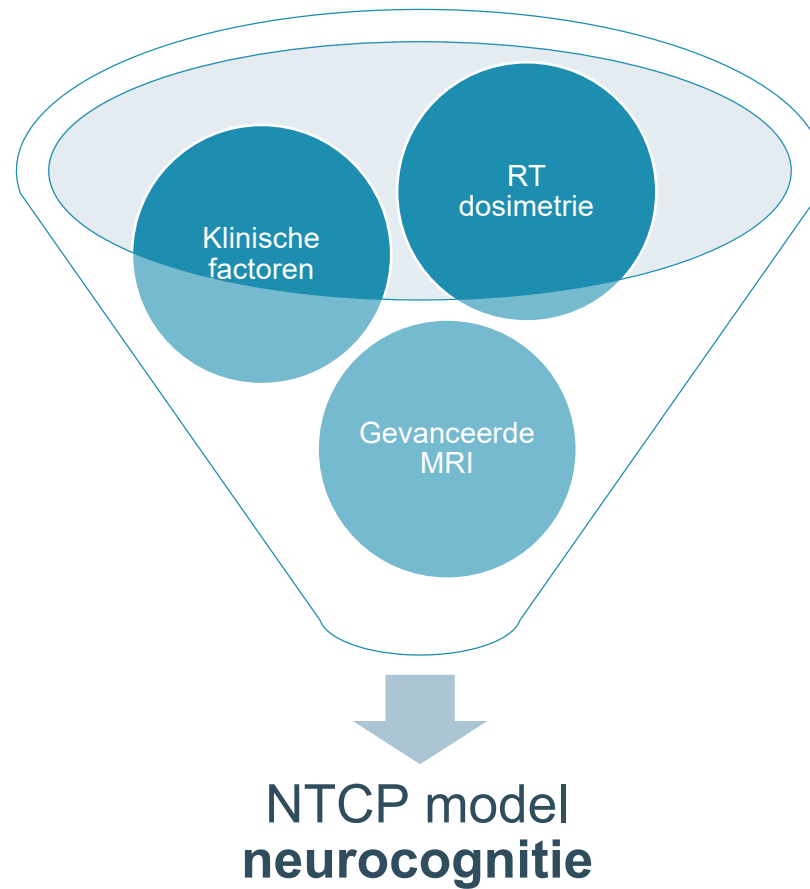 RT
dosimetrie
Klinische
factoren
Gevanceerde
MRI
NTCP model
neurocognitie